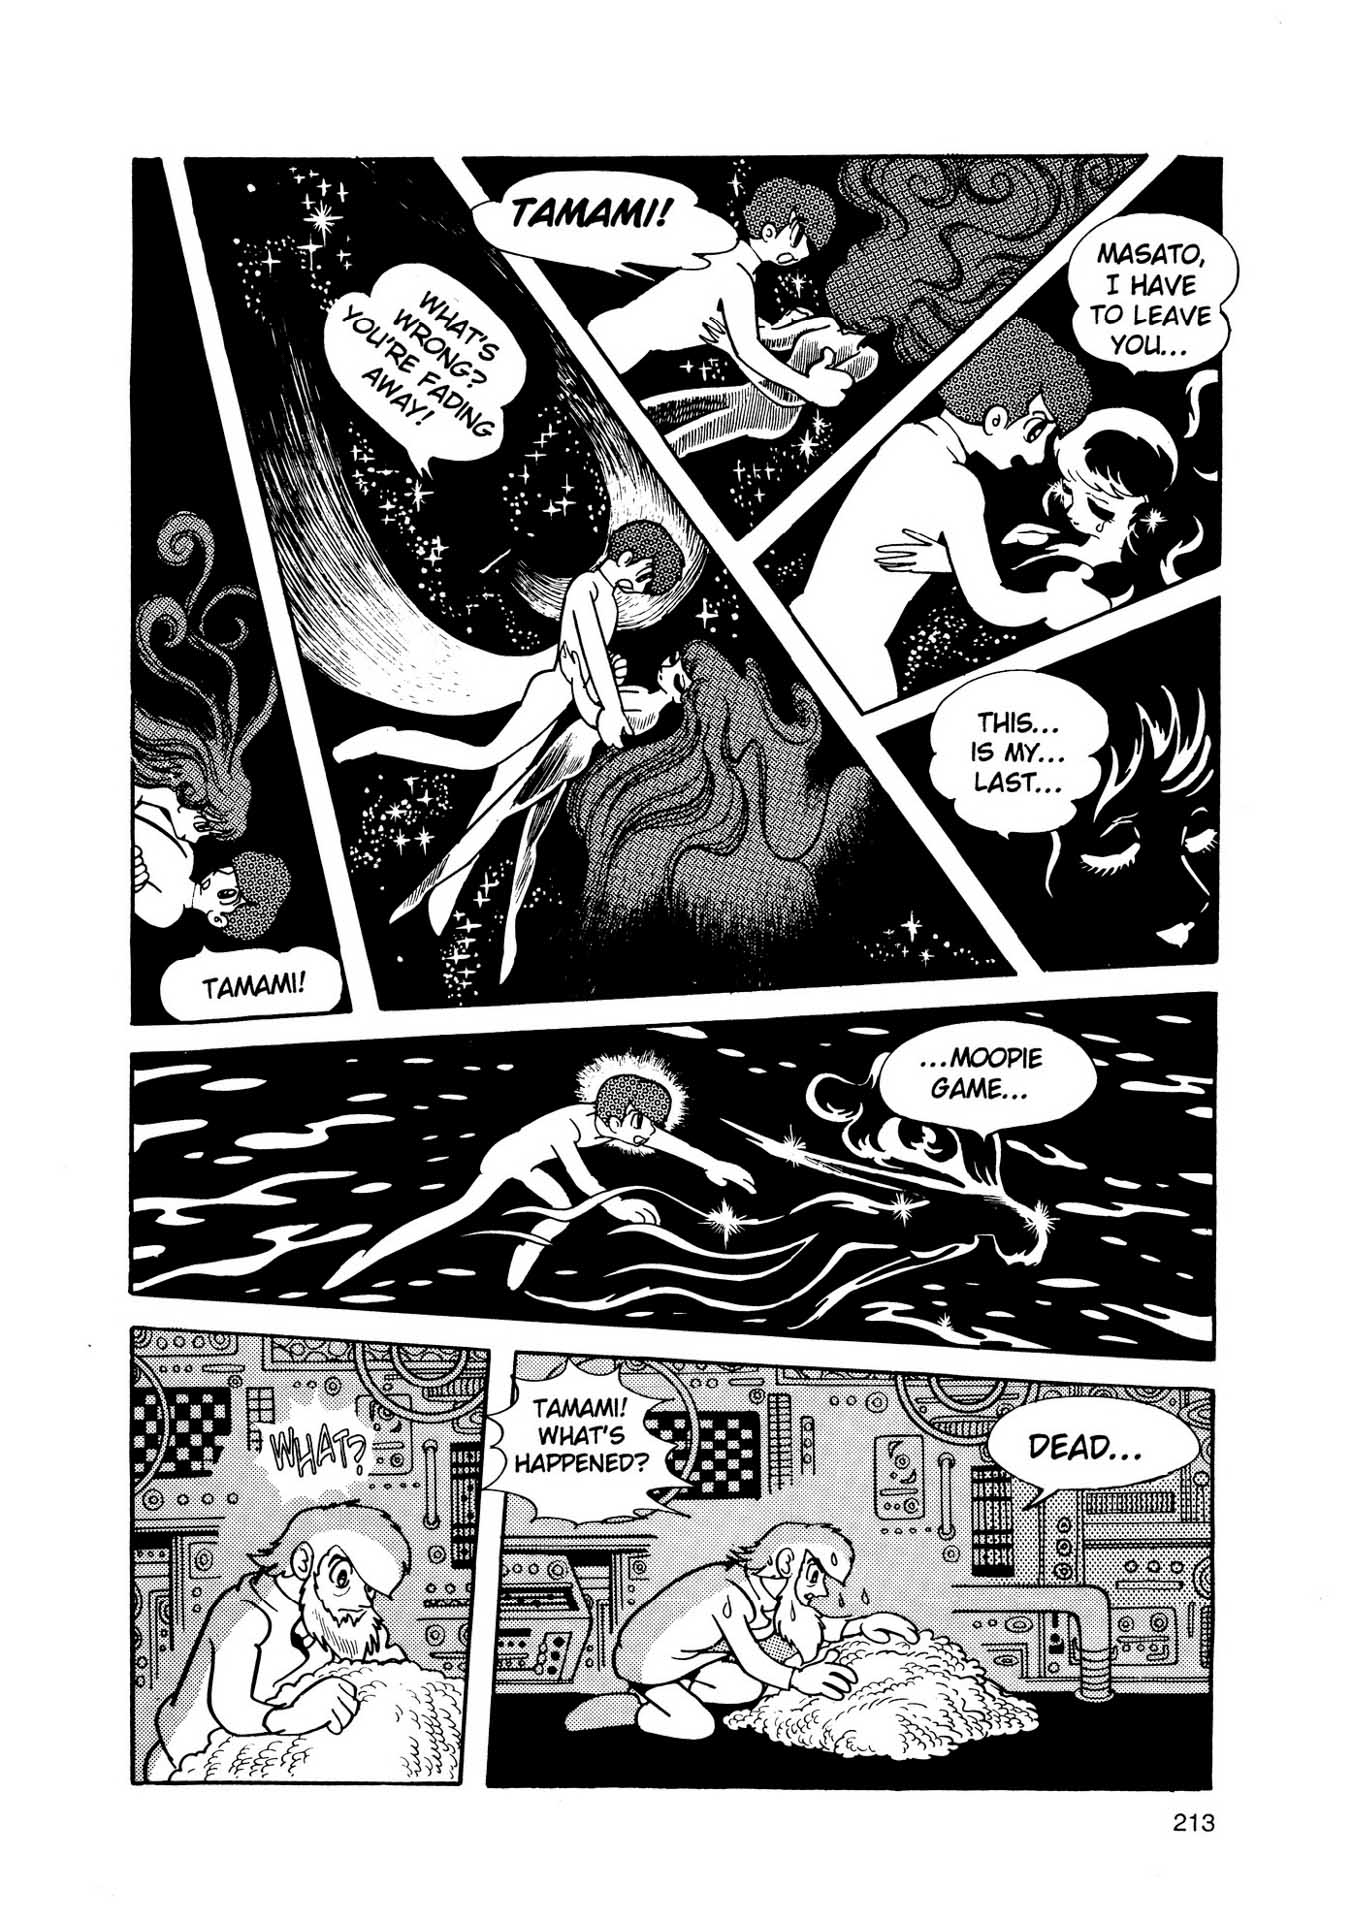 TAMAMI!
WHAT'S
WRONG?
YOU'RE FADING
AWAY!
TAMAMI!
MASATO,
I HAVE
TO LEAVE
YOU...
THIS...
IS MY...
LAST...
...MOOPIE
GAME...
WHAT?
TAMAMI!
WHAT'S
HAPPENED?
DEAD...
213